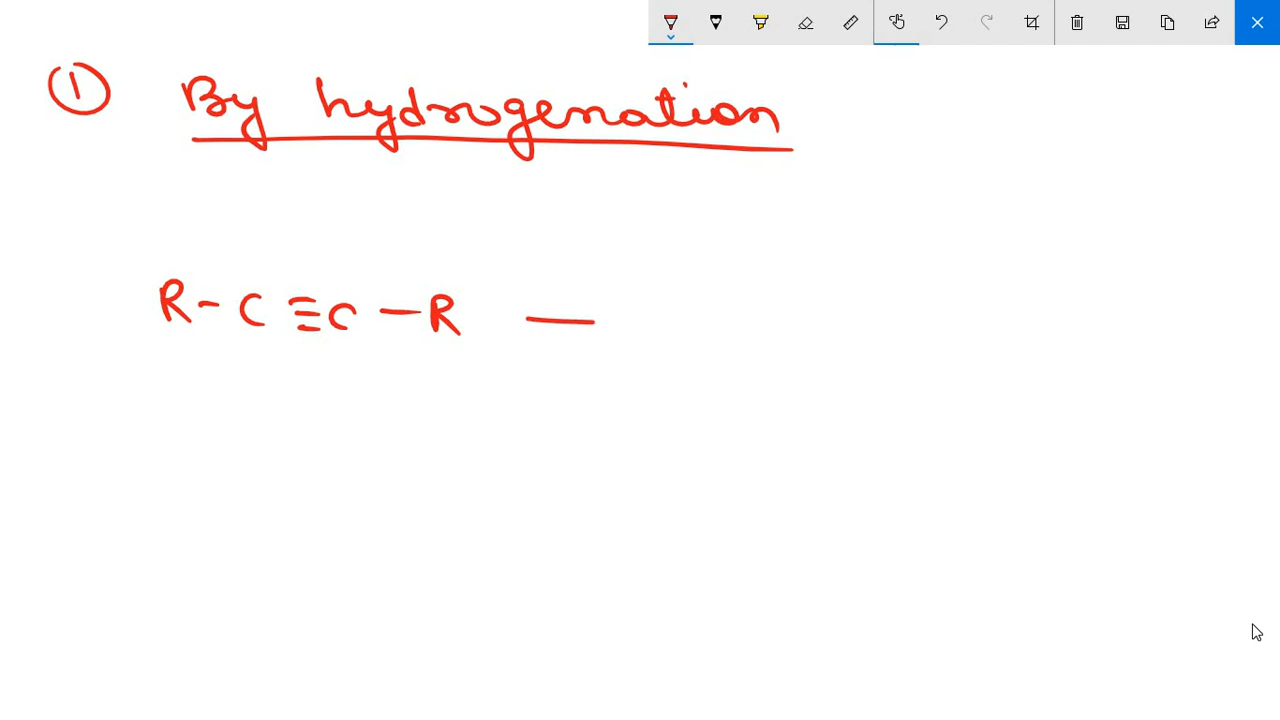 ① By hydrogenation
R - C ≡ C - R —